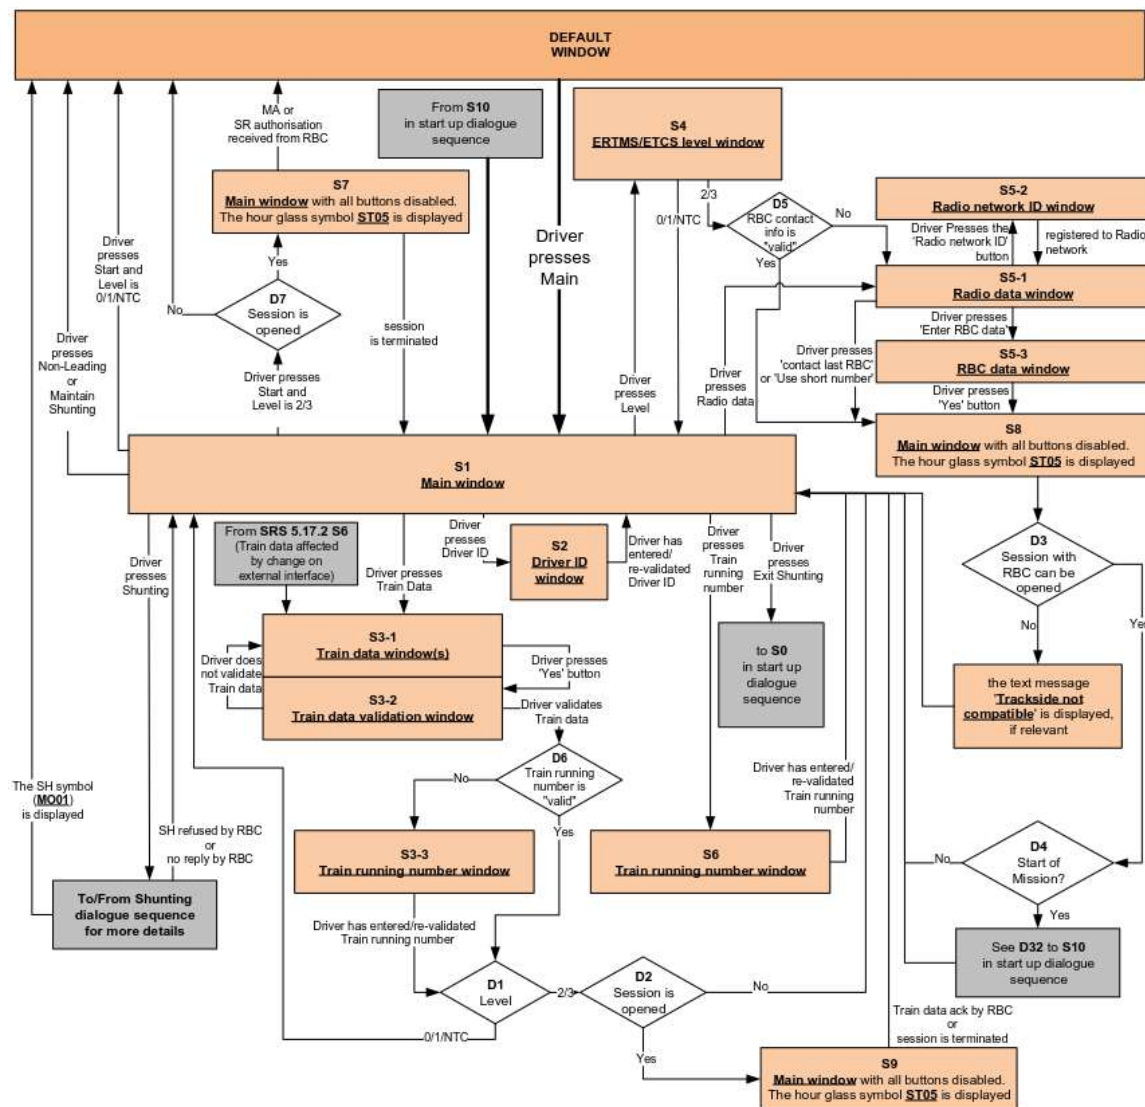 DEFAULT
WINDOW
MA or
SR authorisation
received from RBC
From S10
in start up dialogue
sequence
S4
ERTMS/ETCS level window
S7
Main window with all buttons disabled.
The hour glass symbol ST05 is displayed
2/3
0/1/NTC
D5
RBC contact
info is
"valid"
No
Yes
S5-2
Radio network ID window
Driver Presses the
'Radio network ID'
button
registered to Radio
network
Driver
presses
Main
Driver
presses
Start and
Level is
0/1/NTC
Yes
D7
Session is
opened
No
S5-1
Radio data window
Driver presses
'Enter RBC data'
session
is terminated
Driver
presses
Non-Leading
or
Maintain
Shunting
Driver presses
Start and
Level is 2/3
Driver
presses
Level
Driver
presses
Radio data
Driver presses
'contact last RBC'
or 'Use short number'
S5-3
RBC data window
Driver presses
'Yes' button
S8
Main window with all buttons disabled.
The hour glass symbol ST05 is displayed
S1
Main window
From SRS 5.17.2 S6
(Train data affected
by change on
external interface)
Driver
presses
Driver ID
S2
Driver ID
window
Driver has
entered/
re-validated
Driver ID
Driver
presses
Train
running
number
Driver
presses
Exit Shunting
D3
Session with
RBC can be
opened
No
Yes
Driver
presses
Shunting
Driver presses
Train Data
S3-1
Train data window(s)
Driver does
not validate
Train data
Driver presses
'Yes' button
S3-2
Train data validation window
Driver validates
Train data
to S0
in start up
dialogue
sequence
the text message
'Trackside not
compatible' is displayed,
if relevant
D6
Train running
number is
"valid"
No
Yes
Driver has entered/
re-validated
Train running
number
The SH symbol
(MO01)
is displayed
SH refused by RBC
or
no reply by RBC
S3-3
Train running number window
S6
Train running number window
D4
Start of
Mission?
No
Yes
To/From Shunting
dialogue sequence
for more details
Driver has entered/re-validated
Train running number
See D32 to S10
in start up dialogue
sequence
D1
Level
2/3
D2
Session is
opened
No
0/1/NTC
Yes
Train data ack by RBC
or
session is terminated
S9
Main window with all buttons disabled.
The hour glass symbol ST05 is displayed